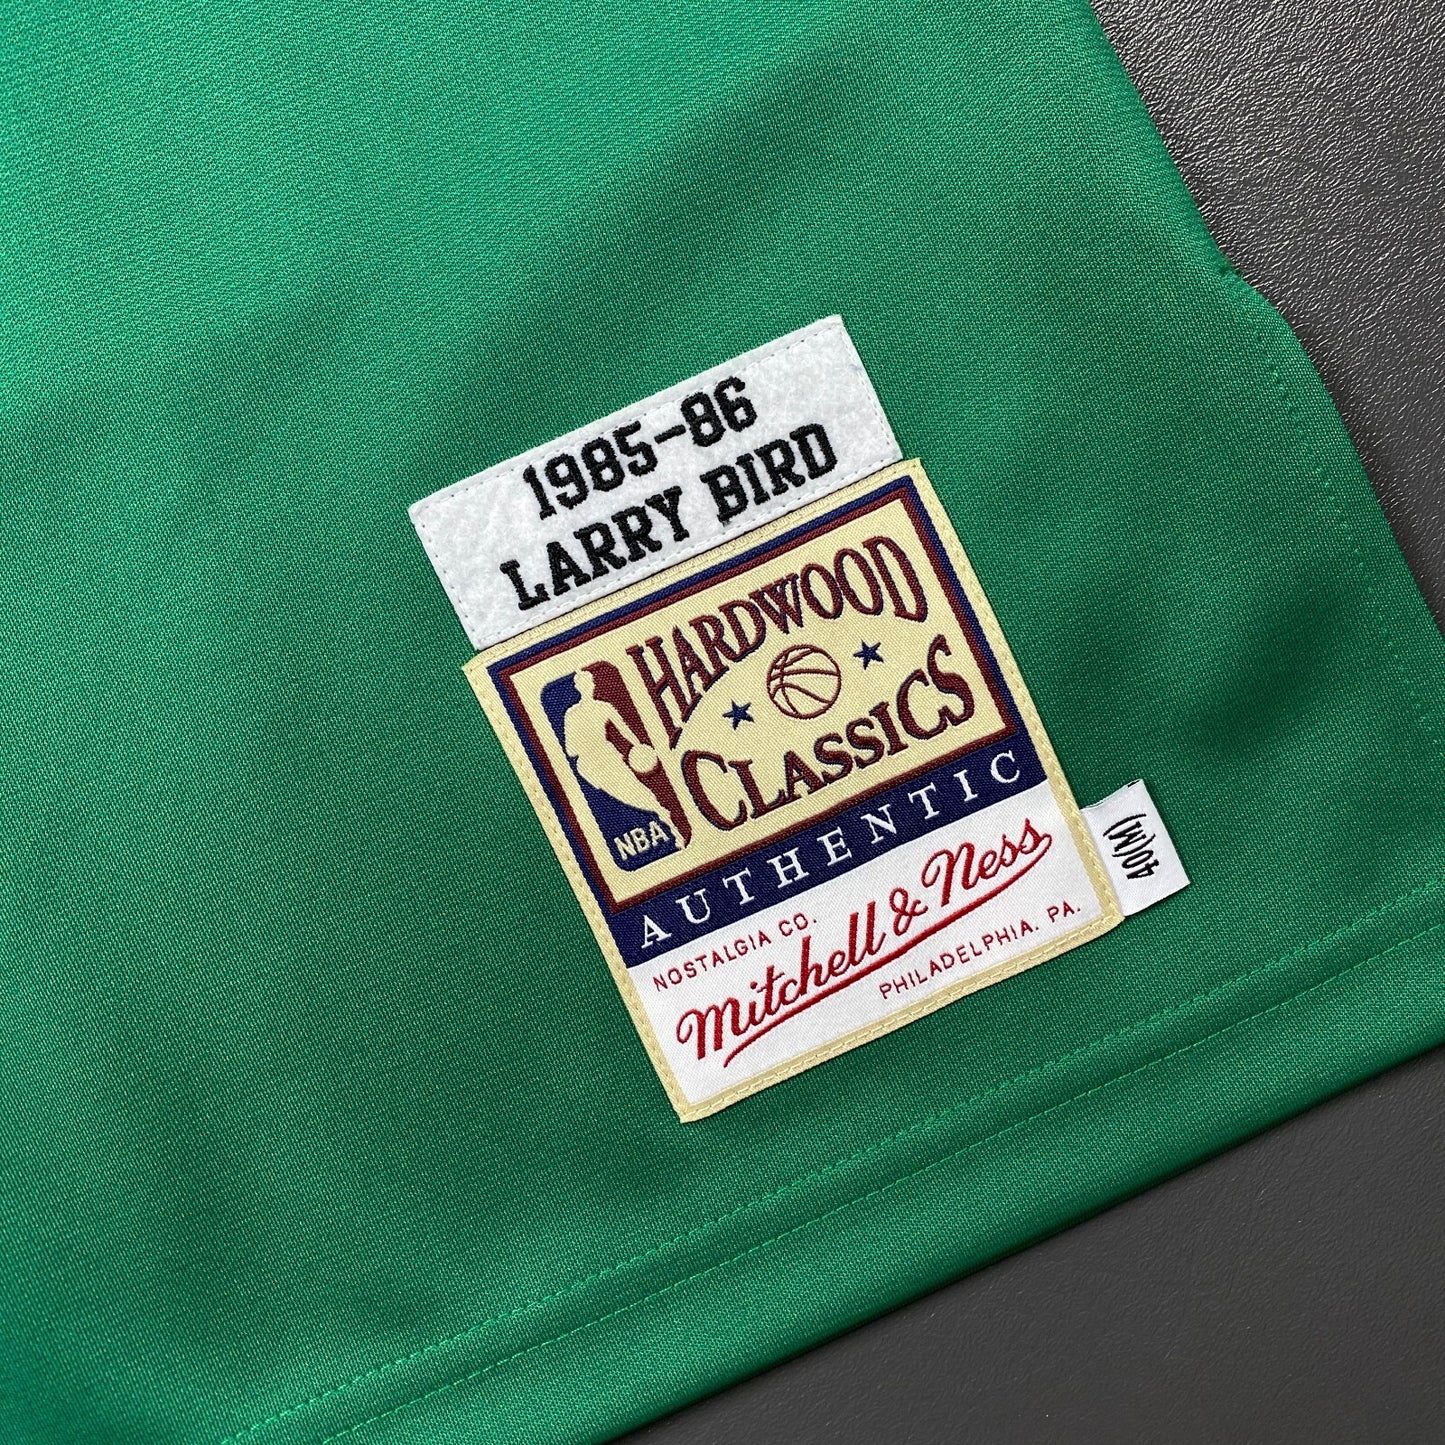 1985-86
LARRY BIRD
HARDWOOD
CLASSICS
NBA
AUTHENTIC
NOSTALGIA CO.
Mitchell & Ness
PHILADELPHIA. PA.
40(M)